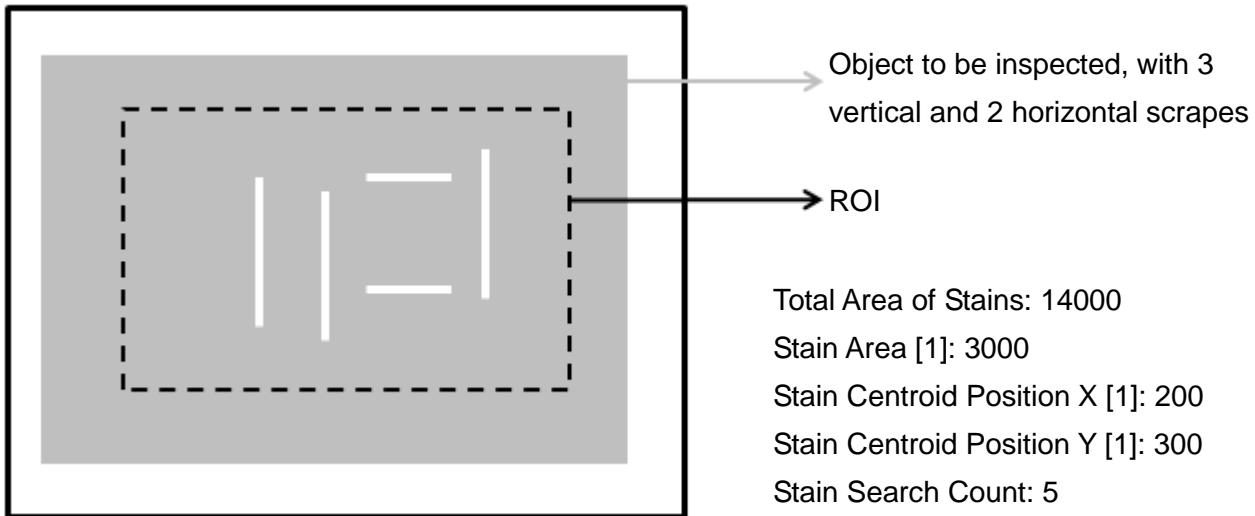 Object to be inspected, with 3
vertical and 2 horizontal scrapes
ROI
Total Area of Stains: 14000
Stain Area [1]: 3000
Stain Centroid Position X [1]: 200
Stain Centroid Position Y [1]: 300
Stain Search Count: 5